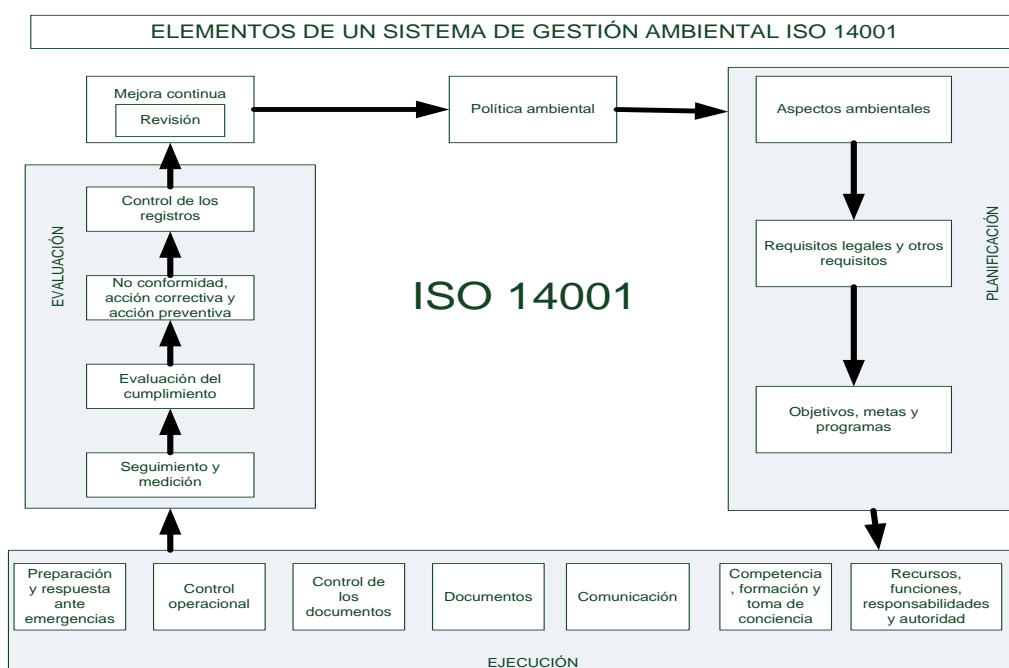 ELEMENTOS DE UN SISTEMA DE GESTIÓN AMBIENTAL ISO 14001
Mejora continua
Revisión
Política ambiental
Aspectos ambientales
EVALUACIÓN
Control de los
registros
No conformidad,
acción correctiva y
acción preventiva
Evaluación del
cumplimiento
Seguimiento y
medición
ISO 14001
Requisitos legales y otros
requisitos
Objetivos, metas y
programas
PLANIFICACIÓN
Preparación
y respuesta
ante
emergencias
Control
operacional
Control de
los
documentos
Documentos
Comunicación
Competencia
, formación y
toma de
conciencia
Recursos,
funciones,
responsabilidades
y autoridad
EJECUCIÓN